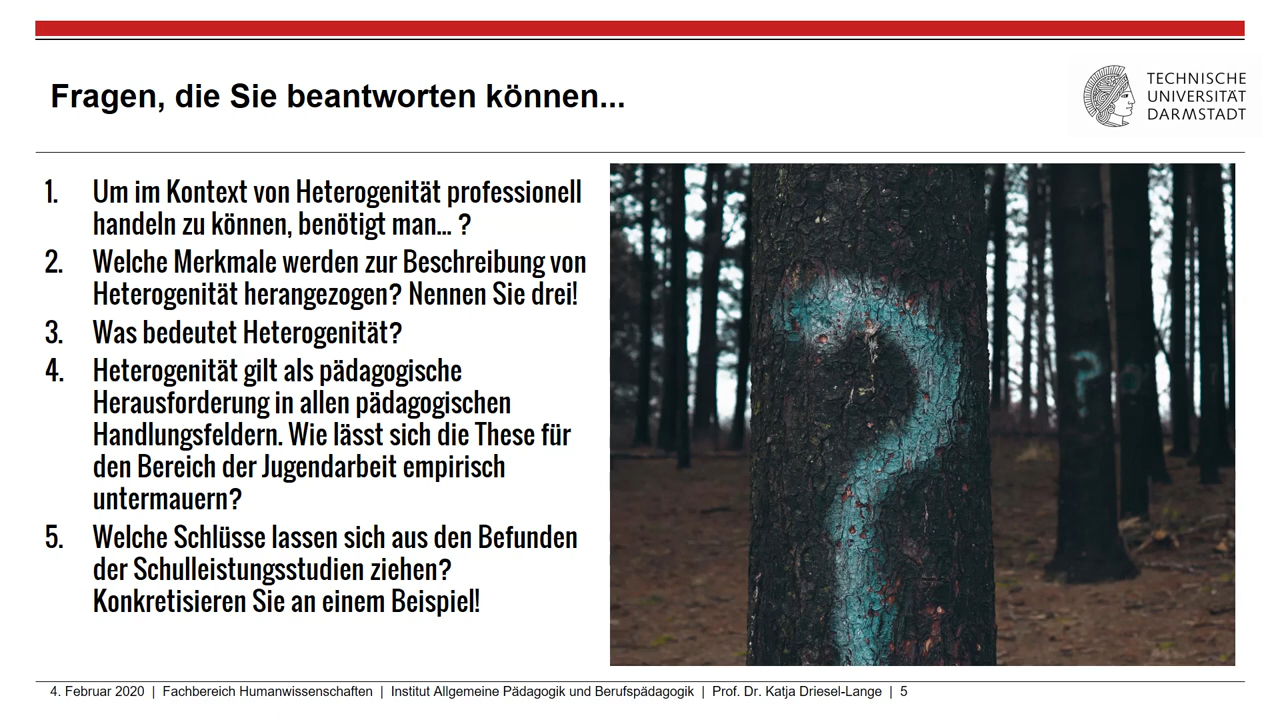 Fragen, die Sie beantworten können...
TECHNISCHE
UNIVERSITÄT
DARMSTADT
1. Um im Kontext von Heterogenität professionell
handeln zu können, benötigt man... ?
2. Welche Merkmale werden zur Beschreibung von
Heterogenität herangezogen? Nennen Sie drei!
3. Was bedeutet Heterogenität?
4. Heterogenität gilt als pädagogische
Herausforderung in allen pädagogischen
Handlungsfeldern. Wie lässt sich die These für
den Bereich der Jugendarbeit empirisch
untermauern?
5. Welche Schlüsse lassen sich aus den Befunden
der Schulleistungsstudien ziehen?
Konkretisieren Sie an einem Beispiel!
?
?
4. Februar 2020 | Fachbereich Humanwissenschaften | Institut Allgemeine Pädagogik und Berufspädagogik | Prof. Dr. Katja Driesel-Lange | 5